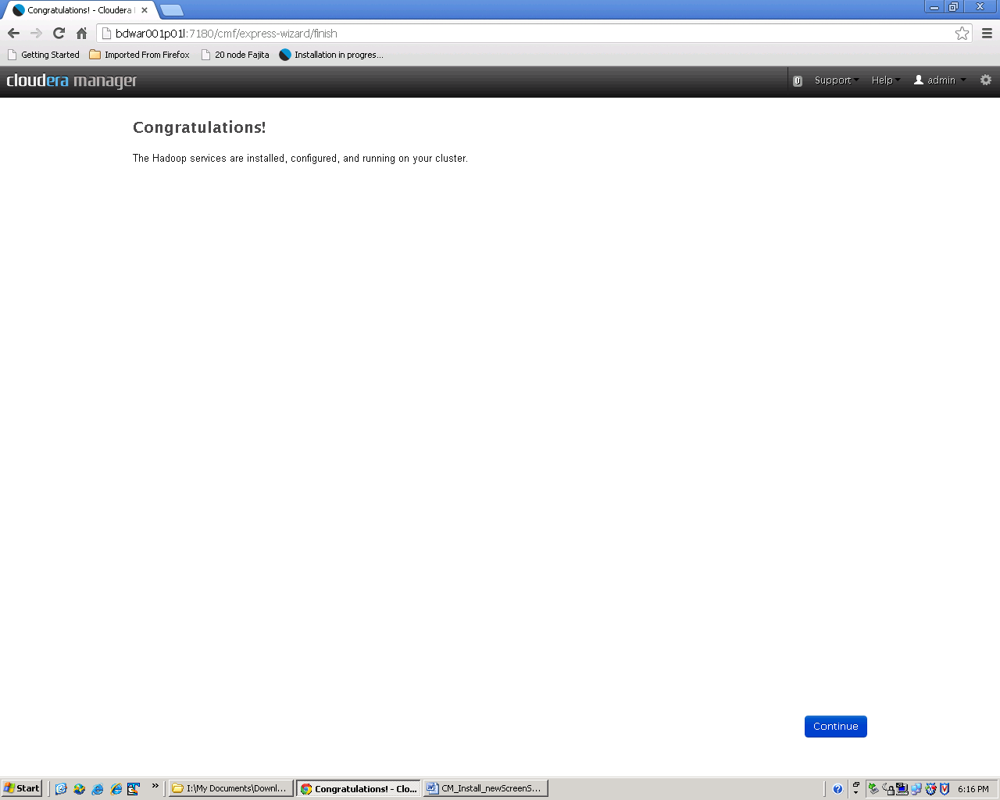 Congratulations! - Cloudera
bdwar001p01l:7180/cmf/express-wizard/finish
Getting Started Imported From Firefox 20 node Fajita Installation in progres...
cloudera manager 0 Support Help admin
Congratulations!
The Hadoop services are installed, configured, and running on your cluster.
Continue
Start » I:\My Documents\Downl... Congratulations! - Clo... CM_Install_newScreenS... 6:16 PM